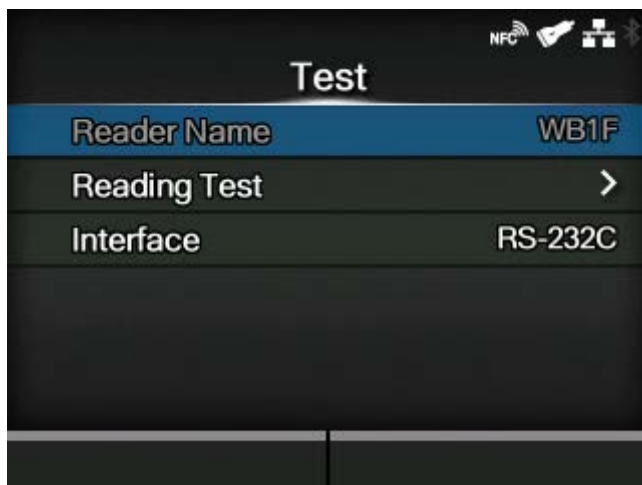 NFC
Test
Reader Name WB1F
Reading Test >
Interface RS-232C